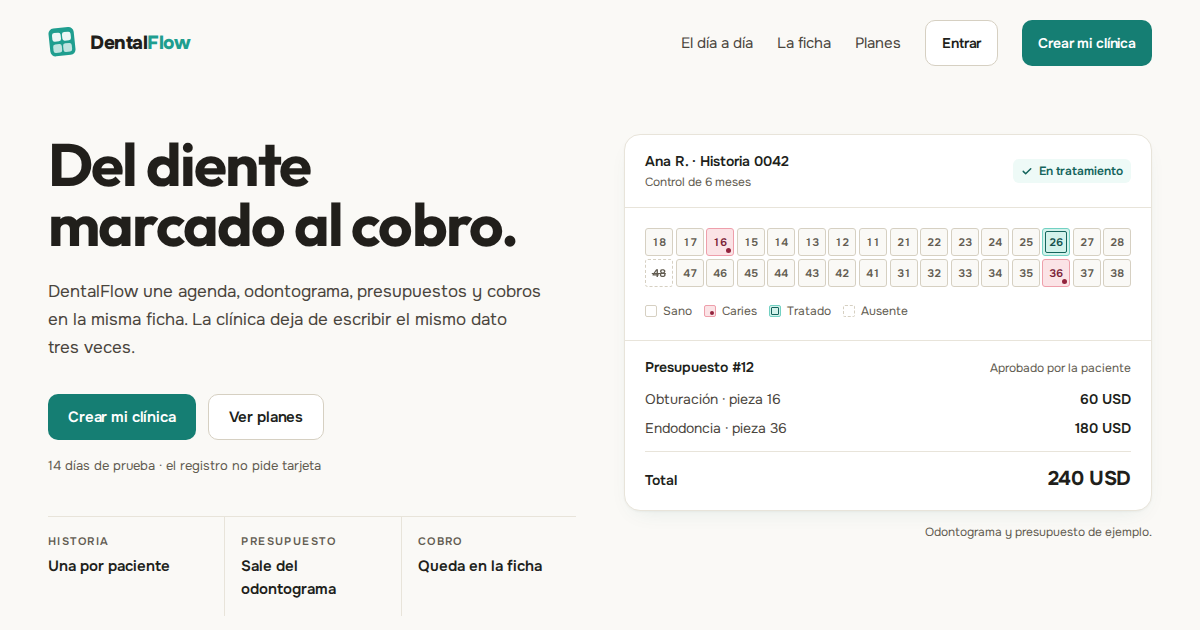 DentalFlow
El día a día
La ficha
Planes
Entrar
Crear mi clínica
Del diente
marcado al cobro.
DentalFlow une agenda, odontograma, presupuestos y cobros
en la misma ficha. La clínica deja de escribir el mismo dato
tres veces.
Crear mi clínica
Ver planes
14 días de prueba · el registro no pide tarjeta
HISTORIA
Una por paciente
PRESUPUESTO
Sale del
odontograma
COBRO
Queda en la ficha
Ana R. · Historia 0042
Control de 6 meses
En tratamiento
18 17 16 15 14 13 12 11 21 22 23 24 25 26 27 28
48 47 46 45 44 43 42 41 31 32 33 34 35 36 37 38
Sano Caries Tratado Ausente
Presupuesto #12
Aprobado por la paciente
Obturación · pieza 16 60 USD
Endodoncia · pieza 36 180 USD
Total 240 USD
Odontograma y presupuesto de ejemplo.